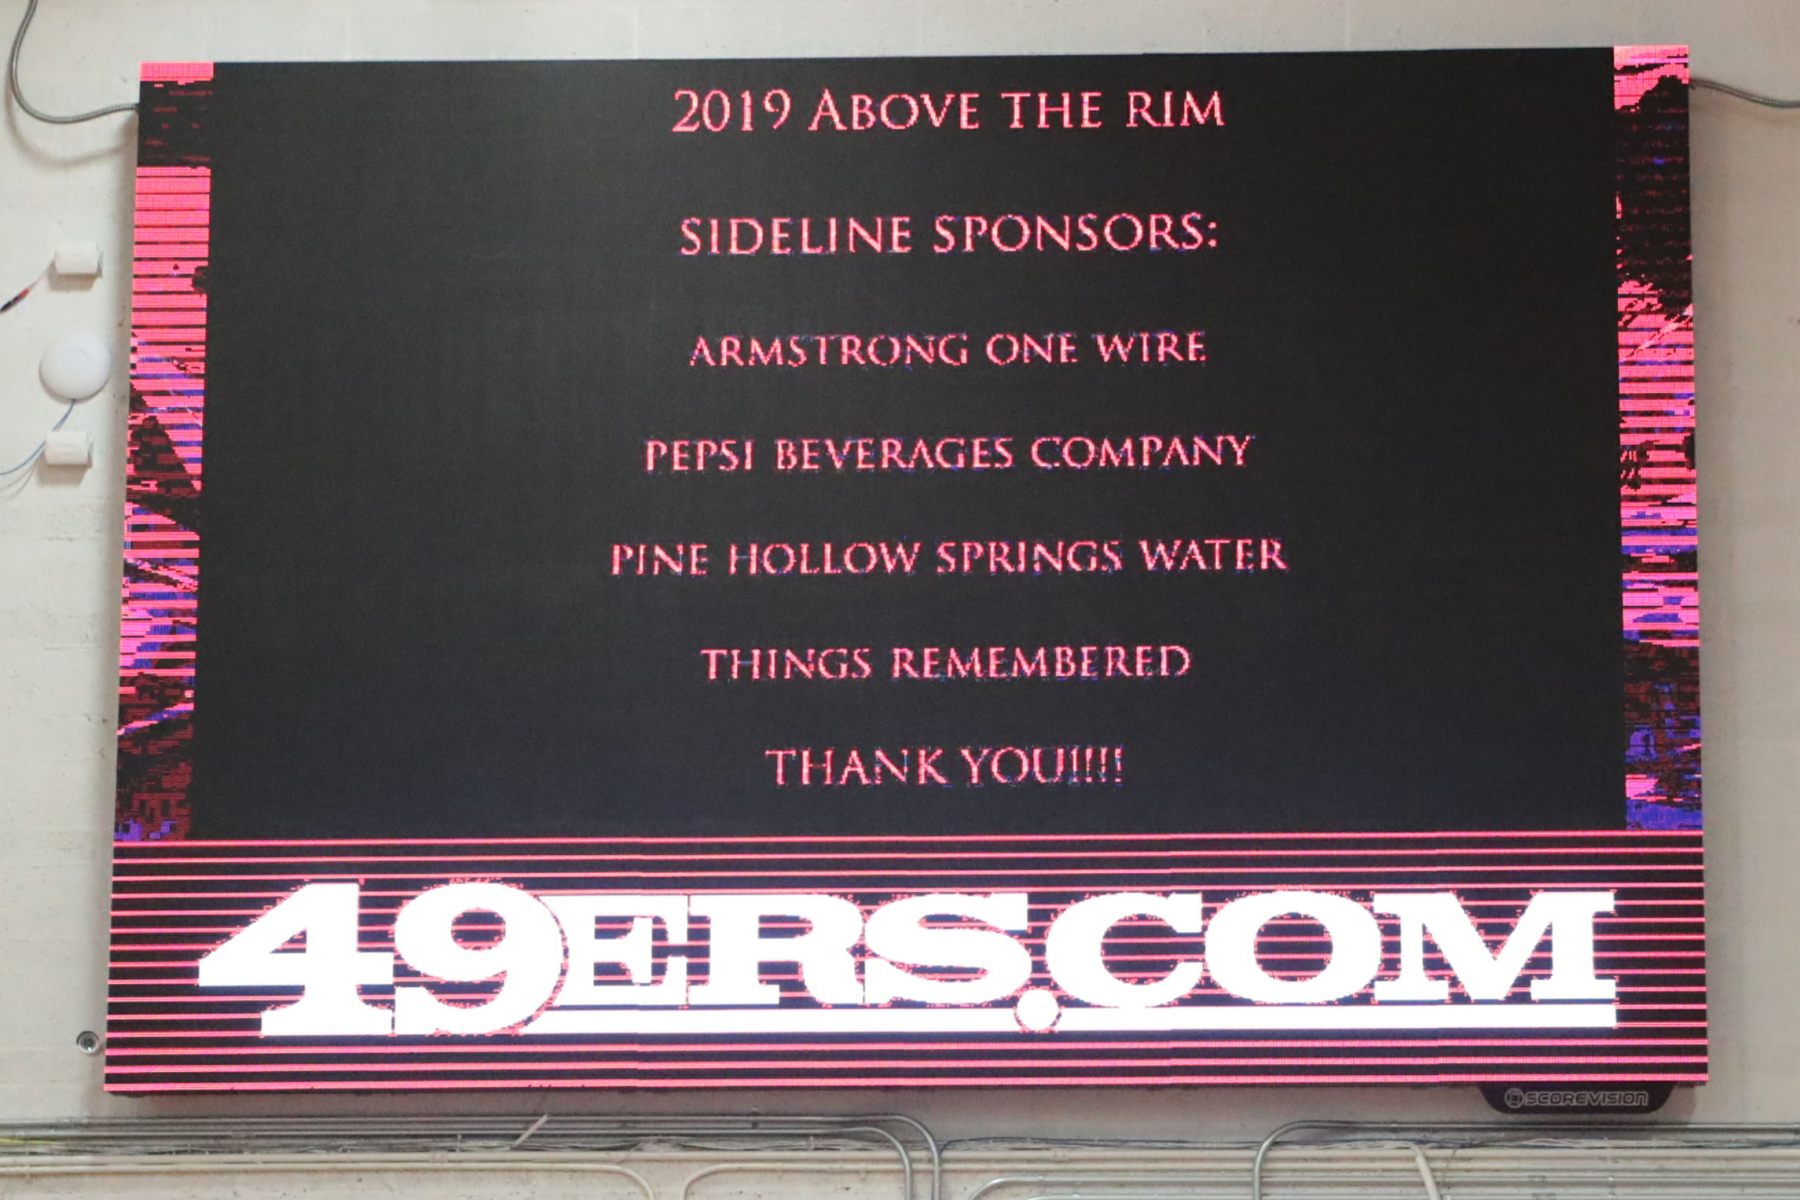 2019 ABOVE THE RIM
SIDELINE SPONSORS:
ARMSTRONG ONE WIRE
PEPSI BEVERAGES COMPANY
PINE HOLLOW SPRINGS WATER
THINGS REMEMBERED
THANK YOU!!!!
49ERS.COM
SCOREVISION